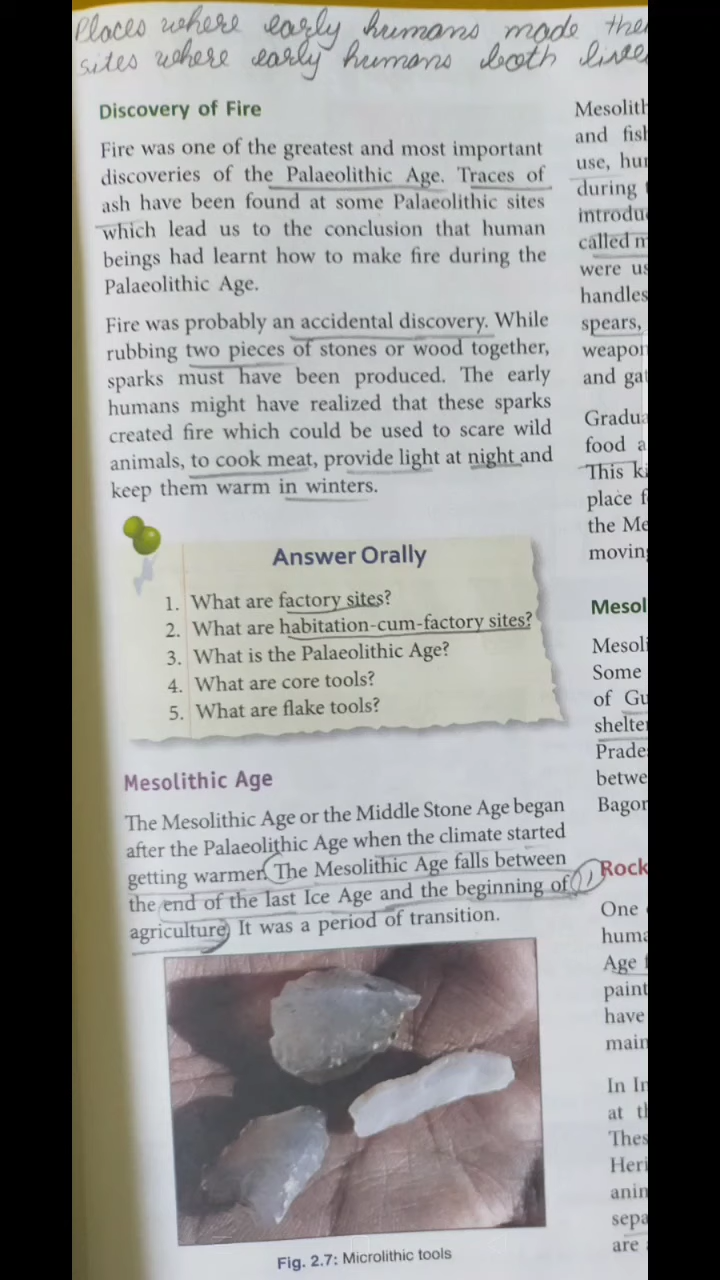 Places where early humans made
sites where early humans both
Discovery of Fire
Fire was one of the greatest and most important
discoveries of the Palaeolithic Age. Traces of
ash have been found at some Palaeolithic sites
which lead us to the conclusion that human
beings had learnt how to make fire during the
Palaeolithic Age.
Fire was probably an accidental discovery. While
rubbing two pieces of stones or wood together,
sparks must have been produced. The early
humans might have realized that these sparks
created fire which could be used to scare wild
animals, to cook meat, provide light at night and
keep them warm in winters.
Answer Orally
1. What are factory sites?
2. What are habitation-cum-factory sites?
3. What is the Palaeolithic Age?
4. What are core tools?
5. What are flake tools?
Mesolithic Age
The Mesolithic Age or the Middle Stone Age began
after the Palaeolithic Age when the climate started
getting warmer. The Mesolithic Age falls between
the end of the last Ice Age and the beginning of
agriculture. It was a period of transition.
Fig. 2.7: Microlithic tools
Mesolith
and fish
use, hun
during
introdu
called m
were us
handles
spears,
weapon
and gat
Gradua
food a
This ki
place f
the Me
moving
Mesol
Mesoli
Some
of Gu
shelter
Prade
betwe
Bagor
(1) Rock
One
huma
Age
paint
have
main
In In
at th
Thes
Heri
anim
sepa
are